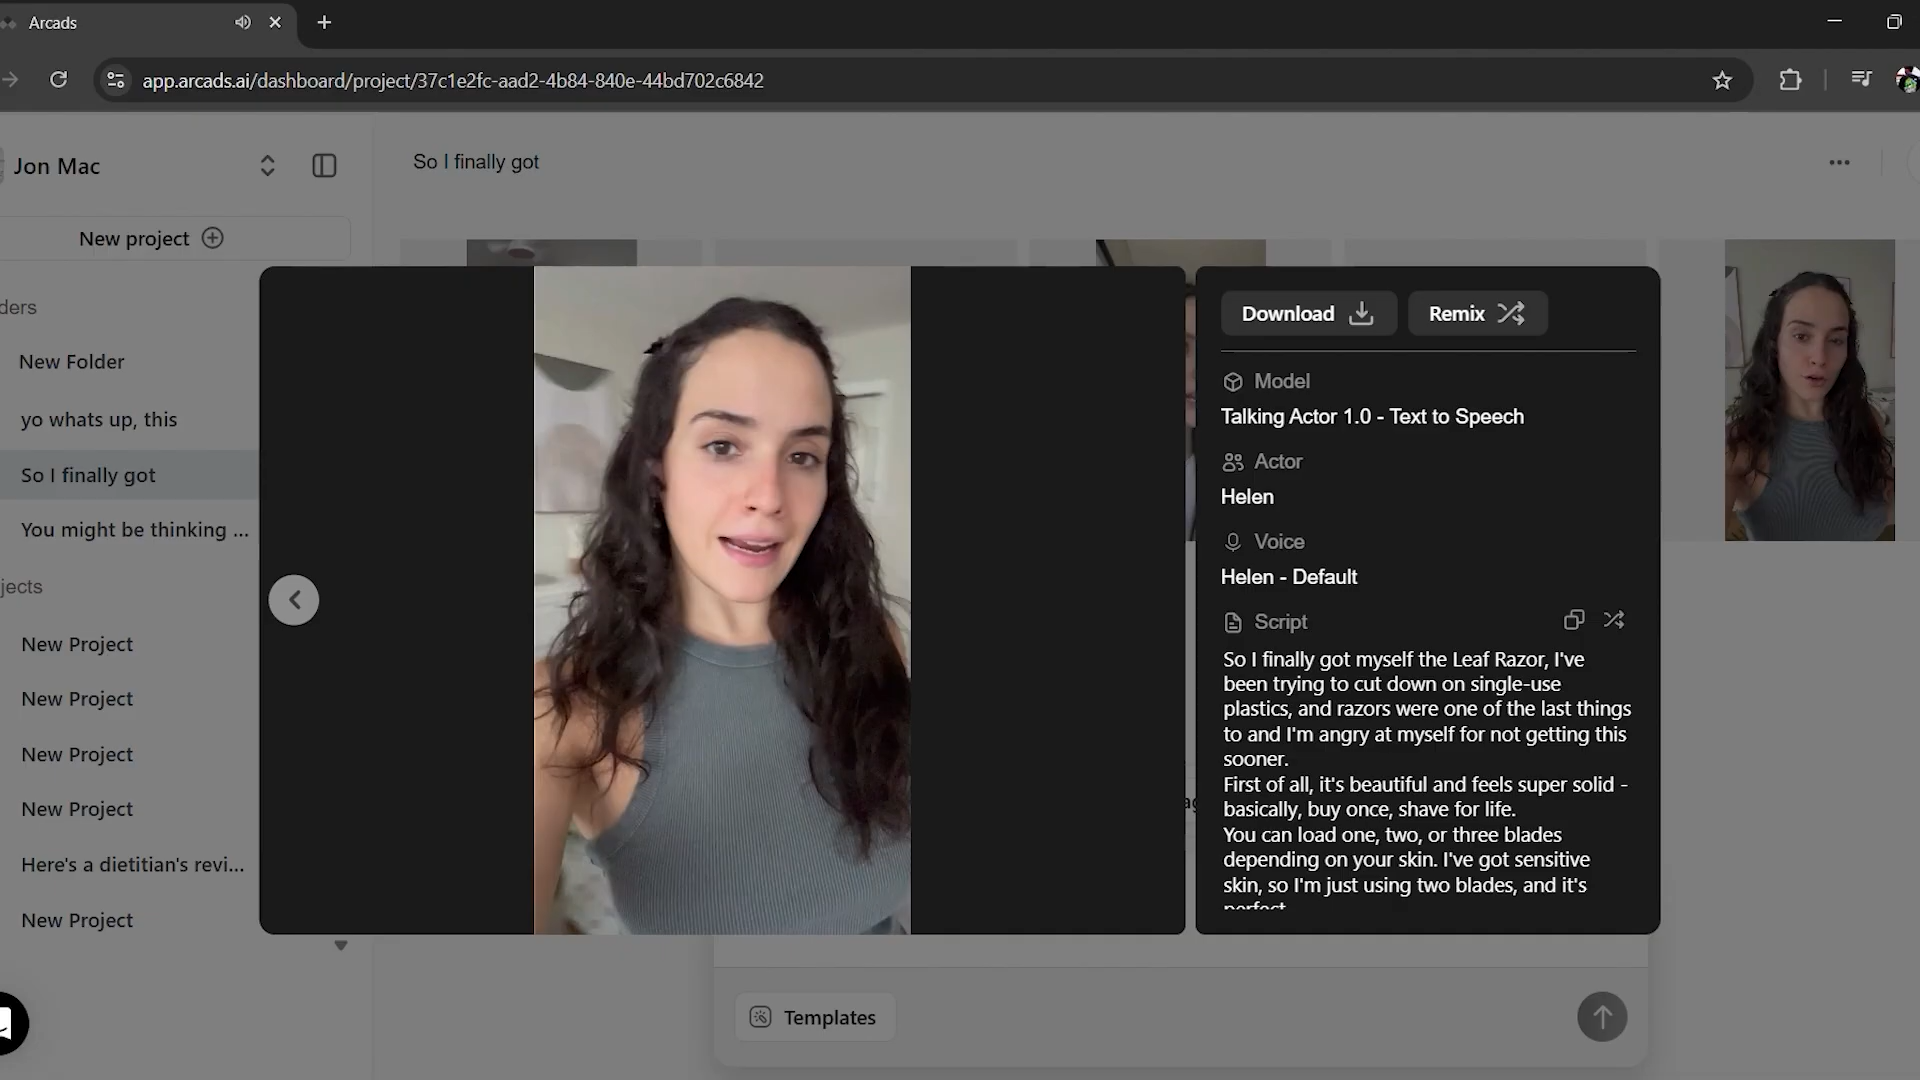 Arcads
app.arcads.ai/dashboard/project/37c1e2fc-aad2-4b84-840e-44bd702c6842
Jon Mac
So I finally got
New project
ders
New Folder
yo whats up, this
So I finally got
You might be thinking ...
jects
New Project
New Project
New Project
New Project
Here's a dietitian's revi...
New Project
Download
Remix
Model
Talking Actor 1.0 - Text to Speech
Actor
Helen
Voice
Helen - Default
Script
So I finally got myself the Leaf Razor, I've
been trying to cut down on single-use
plastics, and razors were one of the last things
to and I'm angry at myself for not getting this
sooner.
First of all, it's beautiful and feels super solid -
basically, buy once, shave for life.
You can load one, two, or three blades
depending on your skin. I've got sensitive
skin, so I'm just using two blades, and it's
perfect
Templates